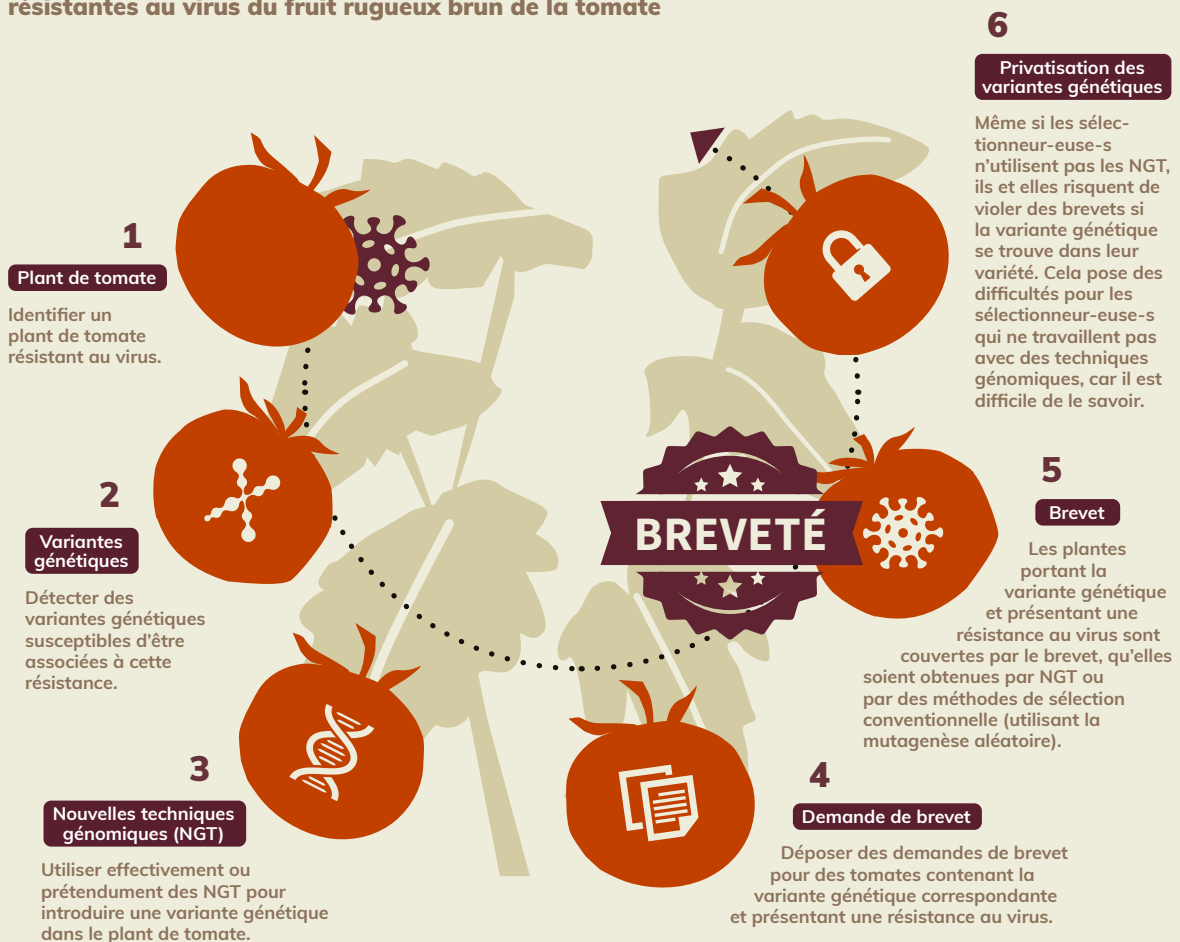 résistantes au virus du fruit rugueux brun de la tomate
1
Plant de tomate
Identifier un
plant de tomate
résistant au virus.
2
Variantes
génétiques
Détecter des
variantes génétiques
susceptibles d'être
associées à cette
résistance.
3
Nouvelles techniques
génomiques (NGT)
Utiliser effectivement ou
prétendument des NGT pour
introduire une variante génétique
dans le plant de tomate.
4
Demande de brevet
Déposer des demandes de brevet
pour des tomates contenant la
variante génétique correspondante
et présentant une résistance au virus.
BREVETÉ
5
Brevet
Les plantes
portant la
variante génétique
et présentant une
résistance au virus sont
couvertes par le brevet, qu'elles
soient obtenues par NGT ou
par des méthodes de sélection
conventionnelle (utilisant la
mutagenèse aléatoire).
6
Privatisation des
variantes génétiques
Même si les sélec-
tionneur-euse-s
n'utilisent pas les NGT,
ils et elles risquent de
violer des brevets si
la variante génétique
se trouve dans leur
variété. Cela pose des
difficultés pour les
sélectionneur-euse-s
qui ne travaillent pas
avec des techniques
génomiques, car il est
difficile de le savoir.